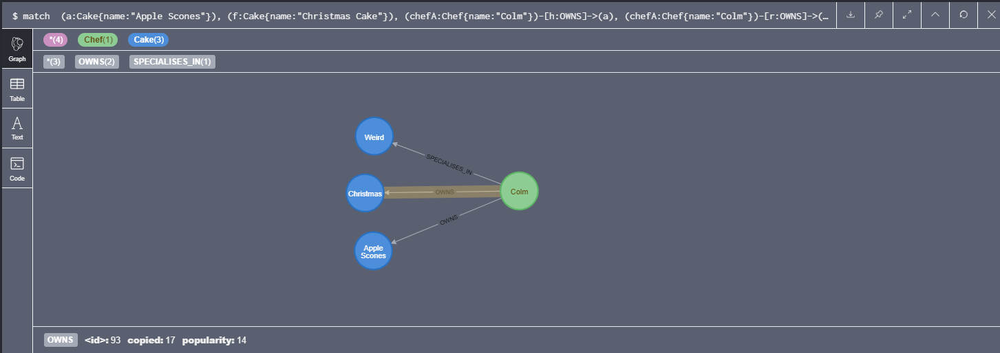 $ match (a:Cake{name:"Apple Scones"}), (f:Cake{name:"Christmas Cake"}), (chefA:Chef{name:"Colm"})-[h:OWNS]->(a), (chefA:Chef{name:"Colm"})-[r:OWNS]->(…
Graph
*(4) Chef(1) Cake(3)
*(3) OWNS(2) SPECIALISES_IN(1)
Table
Text
Code
Weird
SPECIALISES_IN
Christmas
OWNS
Colm
OWNS
Apple
Scones
OWNS <id>: 93 copied: 17 popularity: 14